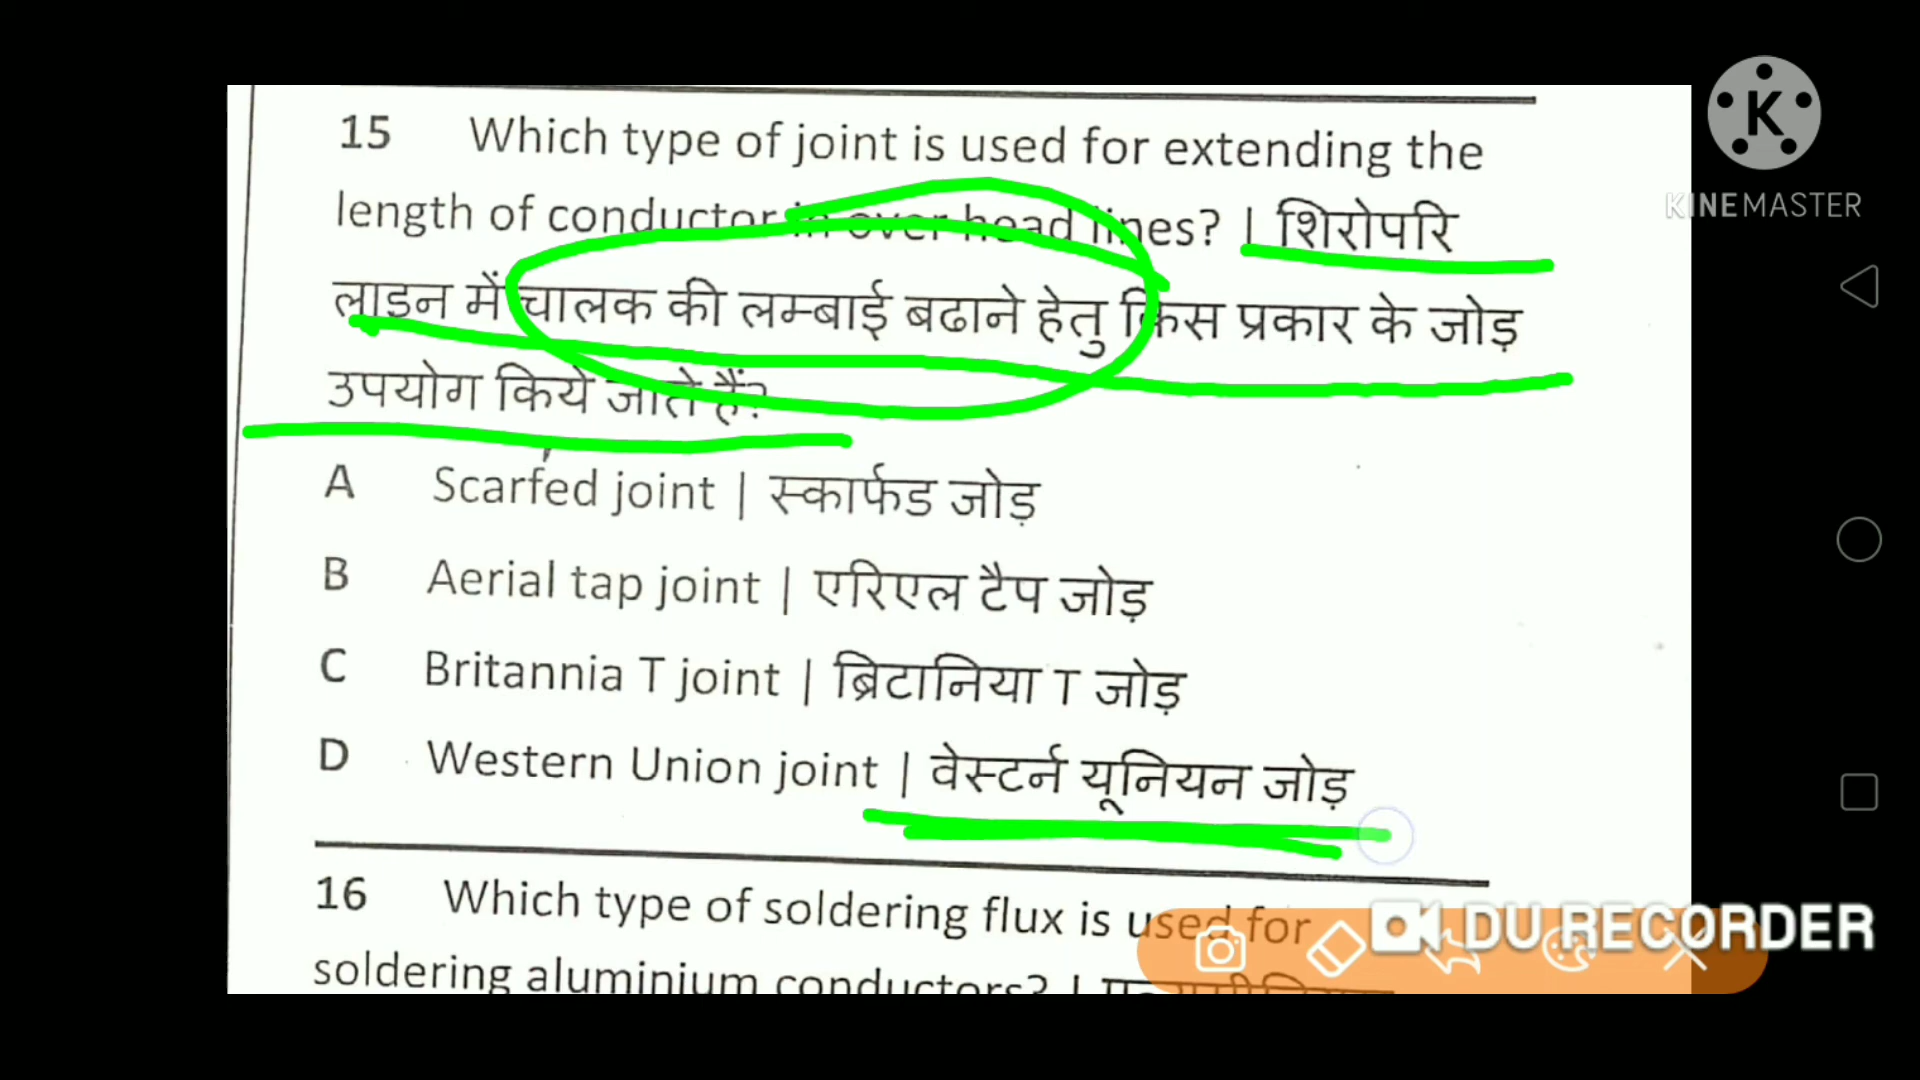 K
KINEMASTER
15 Which type of joint is used for extending the
length of conductor in over head lines? | शिरोपरि
लाइन में चालक की लम्बाई बढाने हेतु किस प्रकार के जोड़
उपयोग किये जाते हैं?
A Scarfed joint | स्कार्फड जोड़
B Aerial tap joint | एरिएल टैप जोड़
C Britannia T joint | ब्रिटानिया T जोड़
D Western Union joint | वेस्टर्न यूनियन जोड़
16 Which type of soldering flux is used for
soldering aluminium conductors? |
DU RECORDER